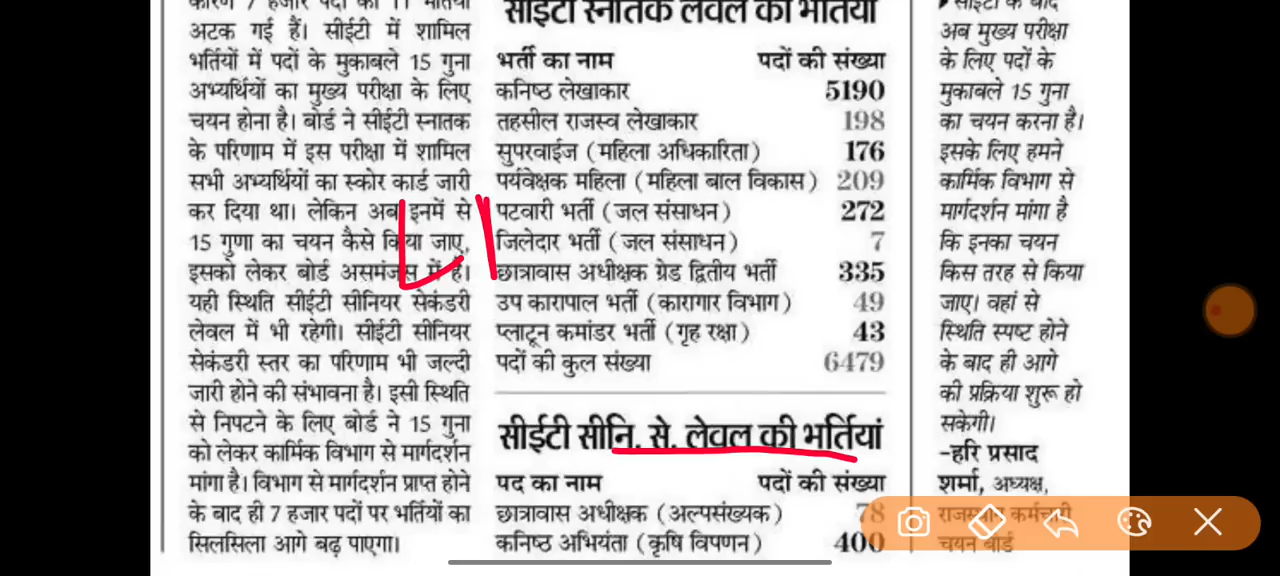 कारण 7 हजार पदों की 11 भर्तियां
अटक गई हैं। सीईटी में शामिल
भर्तियों में पदों के मुकाबले 15 गुना
अभ्यर्थियों का मुख्य परीक्षा के लिए
चयन होना है। बोर्ड ने सीईटी स्नातक
के परिणाम में इस परीक्षा में शामिल
सभी अभ्यर्थियों का स्कोर कार्ड जारी
कर दिया था। लेकिन अब इनमें से
15 गुणा का चयन कैसे किया जाए,
इसको लेकर बोर्ड असमंजस में है।
यही स्थिति सीईटी सीनियर सेकंडरी
लेवल में भी रहेगी। सीईटी सीनियर
सेकंडरी स्तर का परिणाम भी जल्दी
जारी होने की संभावना है। इसी स्थिति
से निपटने के लिए बोर्ड ने 15 गुना
को लेकर कार्मिक विभाग से मार्गदर्शन
मांगा है। विभाग से मार्गदर्शन प्राप्त होने
के बाद ही 7 हजार पदों पर भर्तियों का
सिलसिला आगे बढ़ पाएगा।
सीईटी स्नातक लेवल की भर्तियां
भर्ती का नाम पदों की संख्या
कनिष्ठ लेखाकार 5190
तहसील राजस्व लेखाकार 198
सुपरवाईज (महिला अधिकारिता) 176
पर्यवेक्षक महिला (महिला बाल विकास) 209
पटवारी भर्ती (जल संसाधन) 272
जिलेदार भर्ती (जल संसाधन) 7
छात्रावास अधीक्षक ग्रेड द्वितीय भर्ती 335
उप कारापाल भर्ती (कारागार विभाग) 49
प्लाटून कमांडर भर्ती (गृह रक्षा) 43
पदों की कुल संख्या 6479
सीईटी सीनि. से. लेवल की भर्तियां
पद का नाम पदों की संख्या
छात्रावास अधीक्षक (अल्पसंख्यक) 78
कनिष्ठ अभियंता (कृषि विपणन) 400
सीईटी के बाद
अब मुख्य परीक्षा
के लिए पदों के
मुकाबले 15 गुना
का चयन करना है।
इसके लिए हमने
कार्मिक विभाग से
मार्गदर्शन मांगा है
कि इनका चयन
किस तरह से किया
जाए। वहां से
स्थिति स्पष्ट होने
के बाद ही आगे
की प्रक्रिया शुरू हो
सकेगी।
-हरि प्रसाद
शर्मा, अध्यक्ष,
राजस्थान कर्मचारी
चयन बोर्ड